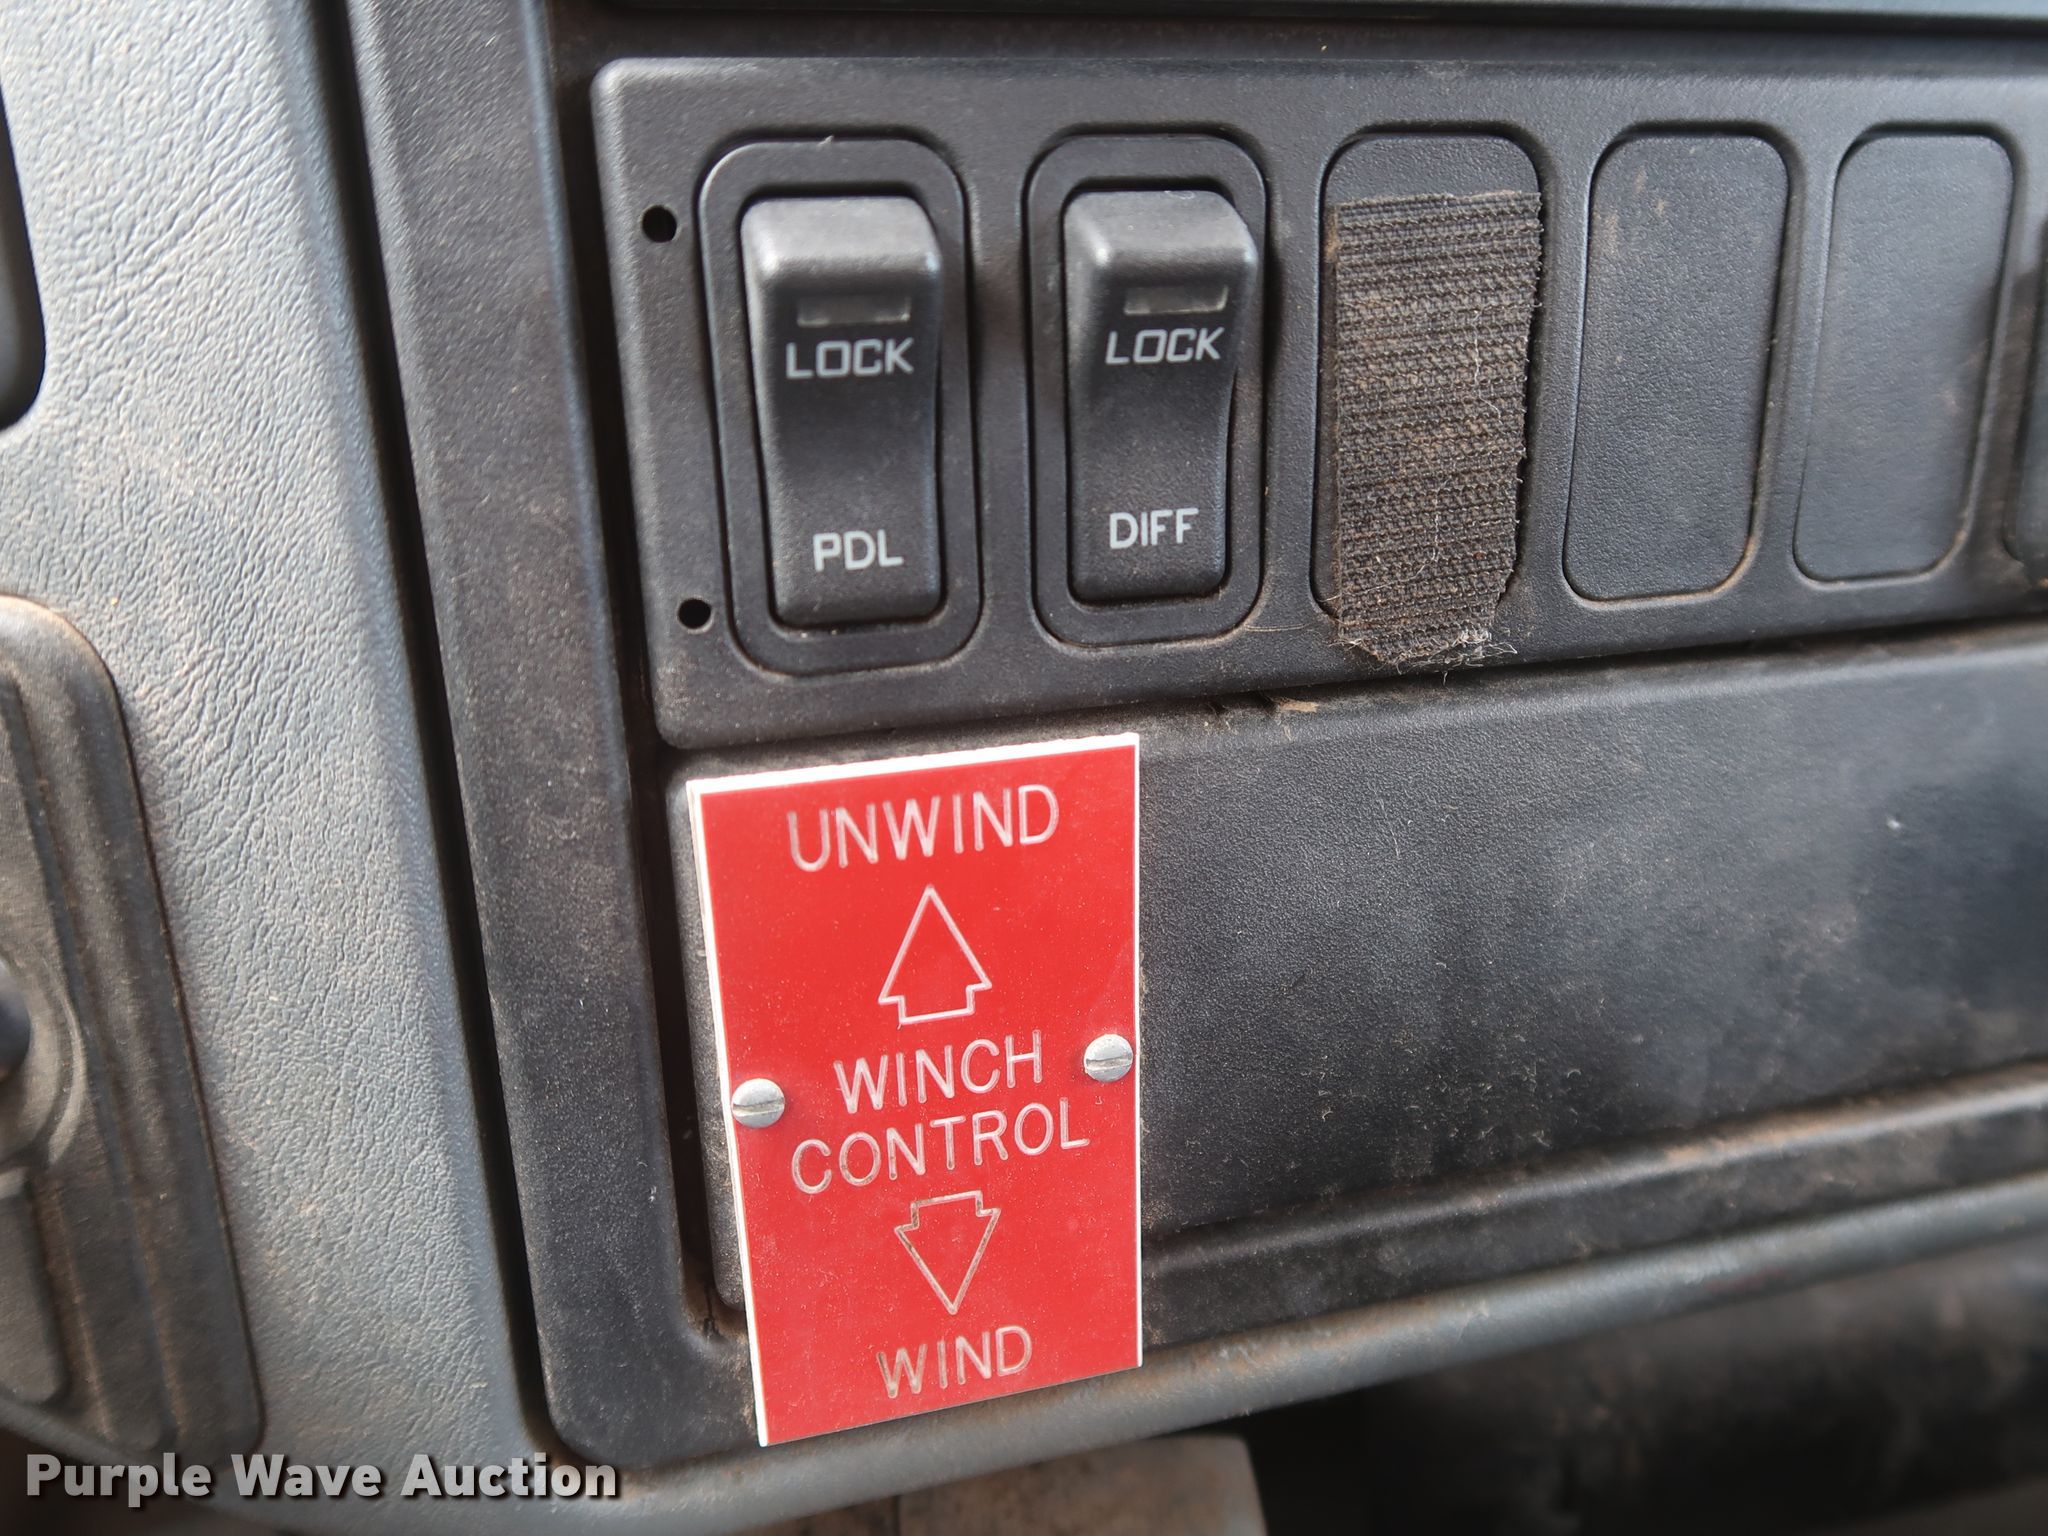 LOCK
PDL
LOCK
DIFF
UNWIND
WINCH
CONTROL
WIND
Purple Wave Auction